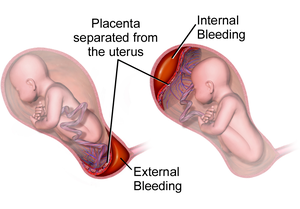 Placenta
separated from
the uterus
Internal
Bleeding
External
Bleeding